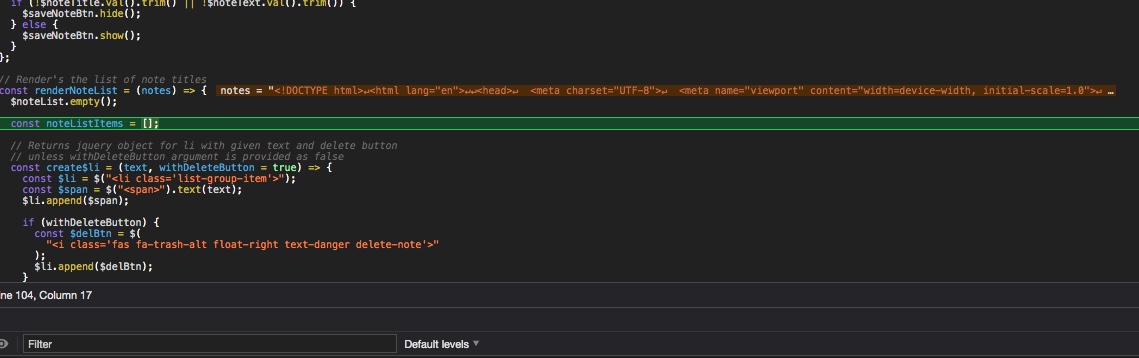 if (!$noteTitle.val().trim() || !$noteText.val().trim()) {
$saveNoteBtn.hide();
} else {
$saveNoteBtn.show();
}
};
// Render's the list of note titles
const renderNoteList = (notes) => { notes = "<!DOCTYPE html>↵<html lang="en">↵↵<head>↵ <meta charset="UTF-8">↵ <meta name="viewport" content="width=device-width, initial-scale=1.0">↵ …
$noteList.empty();
const noteListItems = [];
// Returns jquery object for li with given text and delete button
// unless withDeleteButton argument is provided as false
const create$li = (text, withDeleteButton = true) => {
const $li = $("<li class='list-group-item'>");
const $span = $("<span>").text(text);
$li.append($span);
if (withDeleteButton) {
const $delBtn = $(
"<i class='fas fa-trash-alt float-right text-danger delete-note'>"
);
$li.append($delBtn);
}
ne 104, Column 17
Filter
Default levels ▼